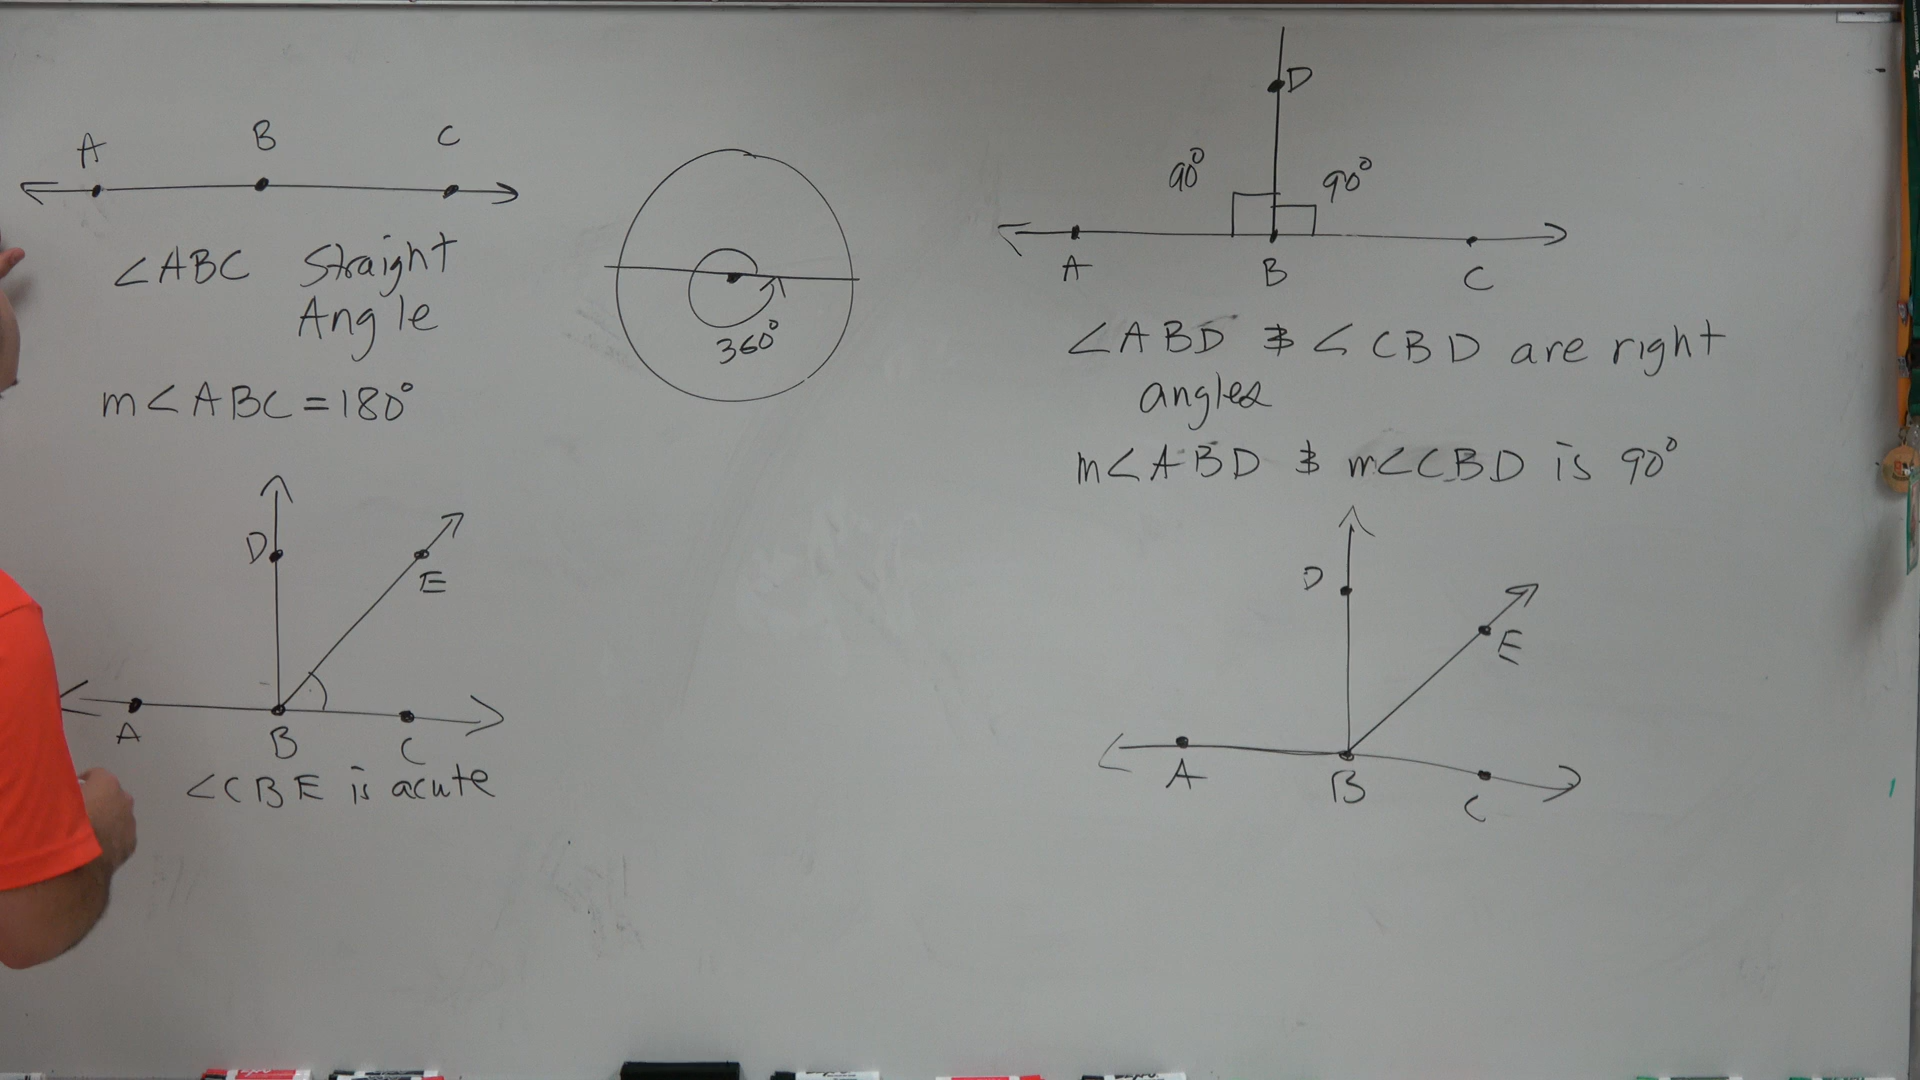 A B C
∠ABC Straight
Angle
m∠ABC = 180°
360°
D
90° 90°
A B C
∠ABD & ∠CBD are right
angles
m∠ABD & m∠CBD is 90°
D E
A B C
∠CBE is acute
D
E
A B C